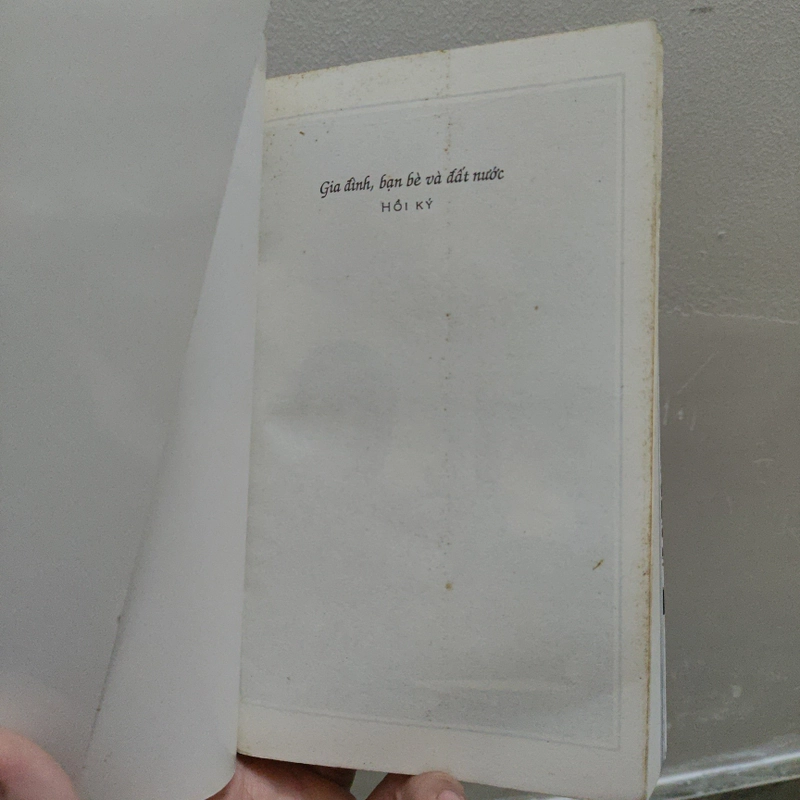 Gia đình, bạn bè và đất nước
HỒI KÝ